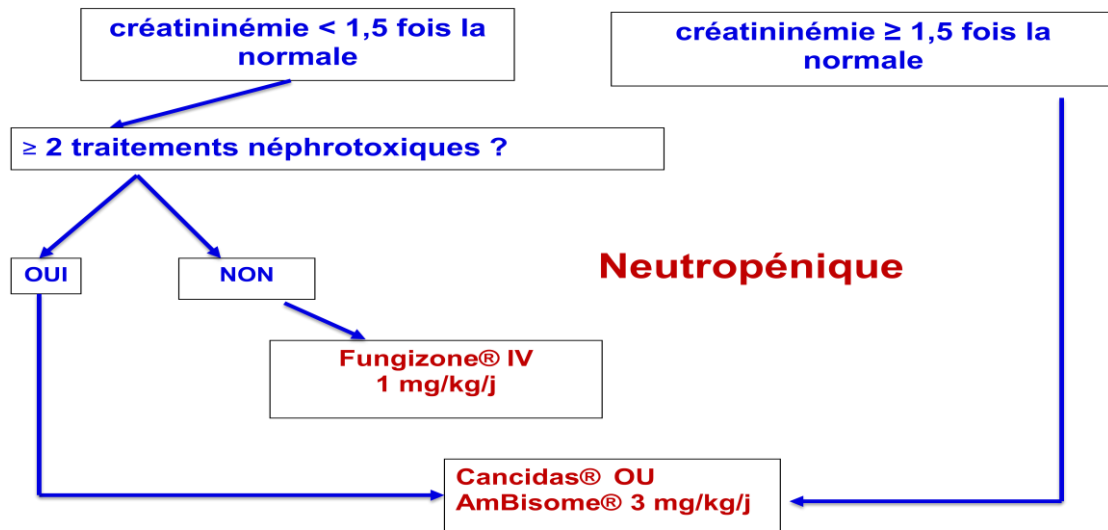 créatininémie < 1,5 fois la
normale
créatininémie ≥ 1,5 fois la
normale
≥ 2 traitements néphrotoxiques ?
OUI
NON
Neutropénique
Fungizone® IV
1 mg/kg/j
Cancidas® OU
AmBisome® 3 mg/kg/j